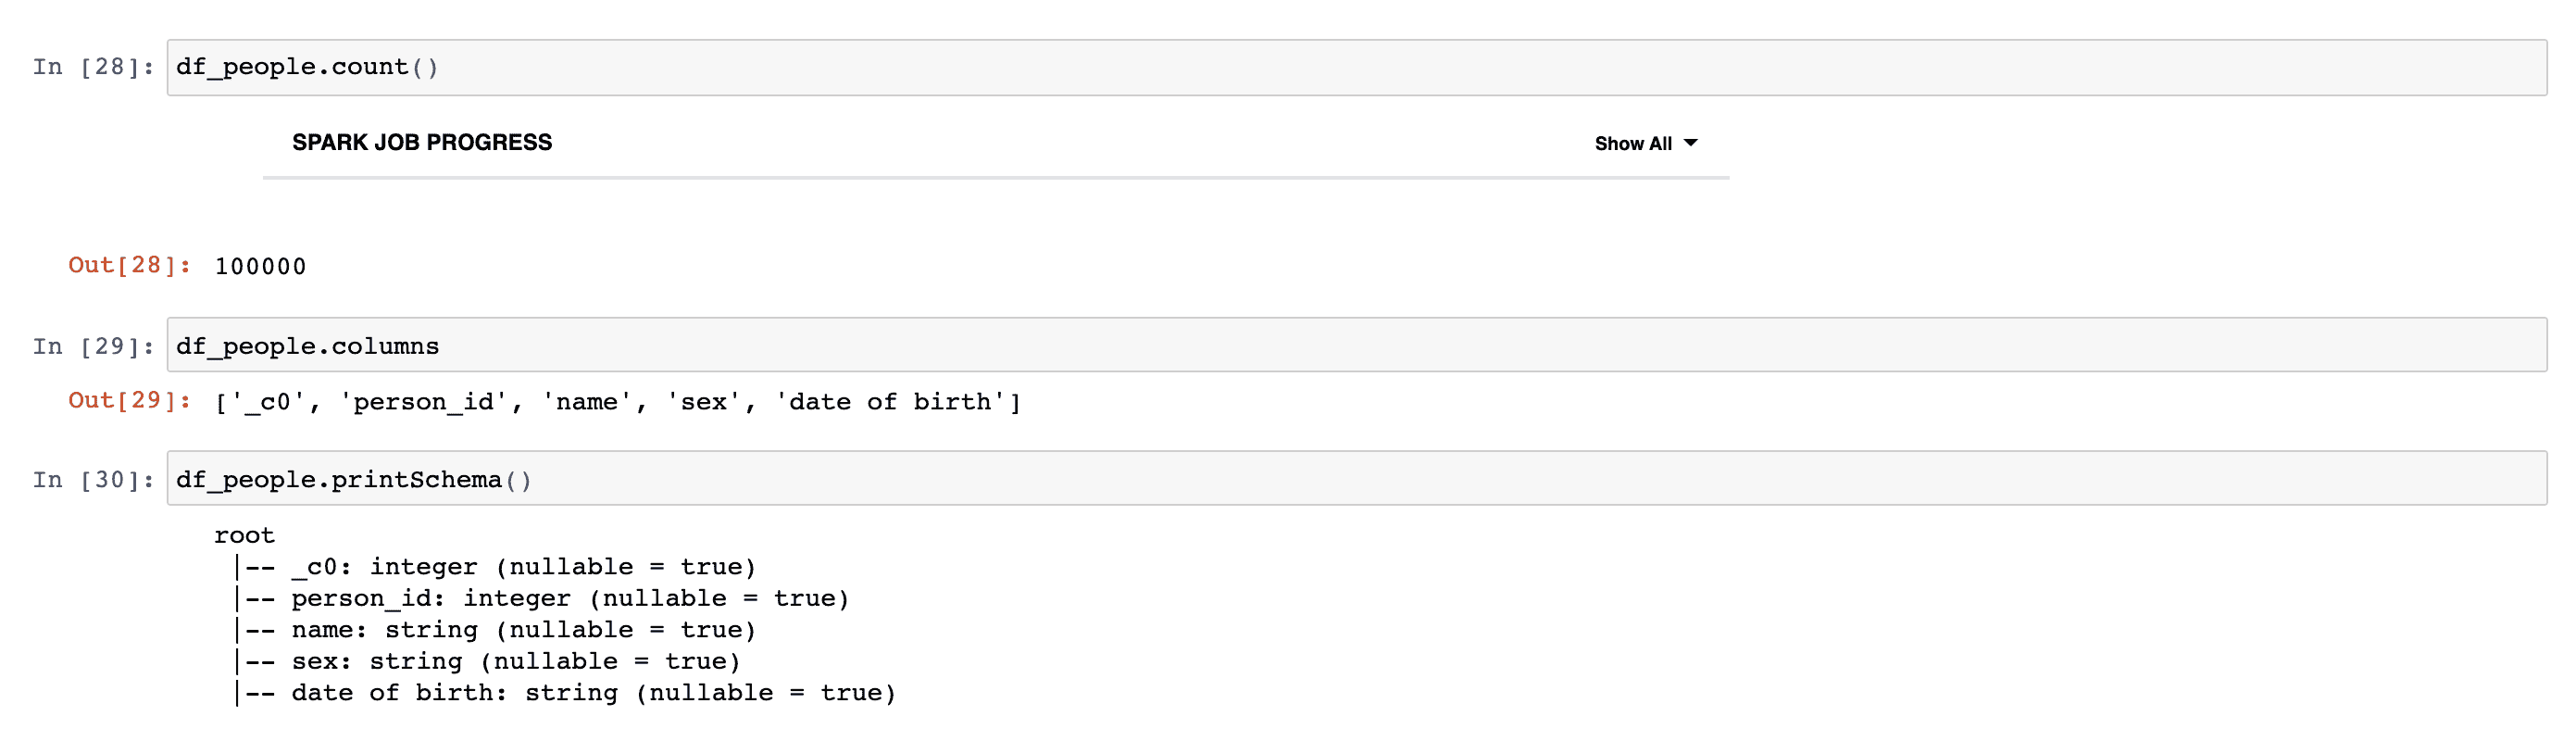 In [28]: df_people.count()
SPARK JOB PROGRESS Show All
Out[28]: 100000
In [29]: df_people.columns
Out[29]: ['_c0', 'person_id', 'name', 'sex', 'date of birth']
In [30]: df_people.printSchema()
root
|-- _c0: integer (nullable = true)
|-- person_id: integer (nullable = true)
|-- name: string (nullable = true)
|-- sex: string (nullable = true)
|-- date of birth: string (nullable = true)